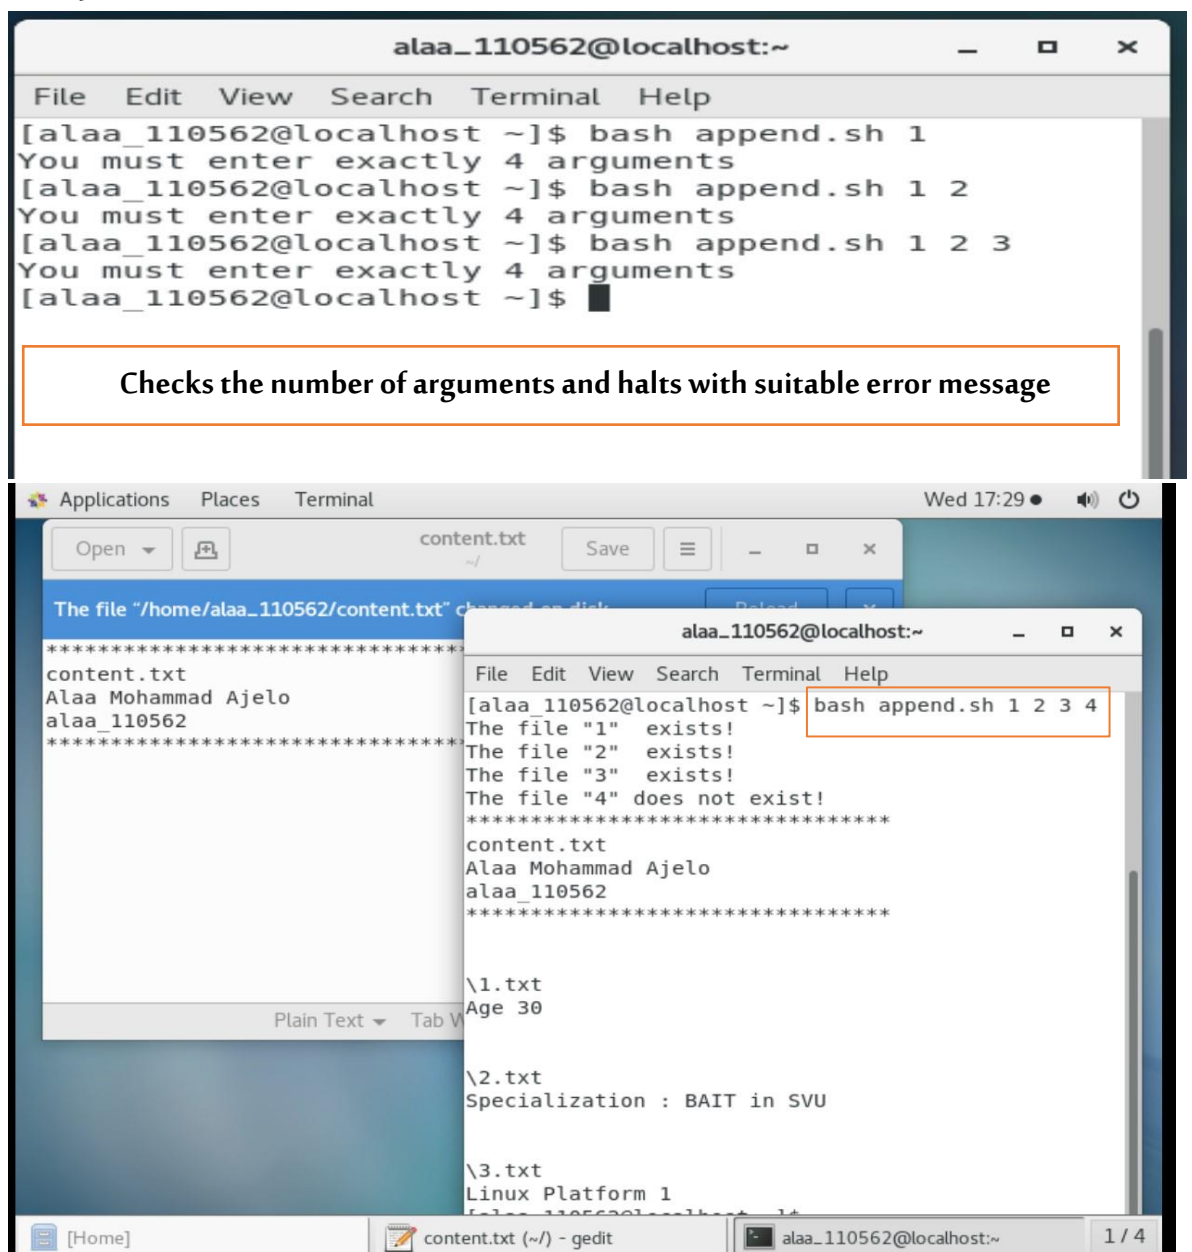 alaa_110562@localhost:~
File Edit View Search Terminal Help
[alaa_110562@localhost ~]$ bash append.sh 1
You must enter exactly 4 arguments
[alaa_110562@localhost ~]$ bash append.sh 1 2
You must enter exactly 4 arguments
[alaa_110562@localhost ~]$ bash append.sh 1 2 3
You must enter exactly 4 arguments
[alaa_110562@localhost ~]$
Checks the number of arguments and halts with suitable error message
Applications Places Terminal Wed 17:29
Open content.txt Save
~/
The file "/home/alaa_110562/content.txt" changed on disk Reload
*********************************
content.txt
Alaa Mohammad Ajelo
alaa_110562
*********************************
Plain Text Tab W
alaa_110562@localhost:~
File Edit View Search Terminal Help
[alaa_110562@localhost ~]$ bash append.sh 1 2 3 4
The file "1"  exists!
The file "2"  exists!
The file "3"  exists!
The file "4" does not exist!
*********************************
content.txt
Alaa Mohammad Ajelo
alaa_110562
*********************************
\1.txt
Age 30
\2.txt
Specialization : BAIT in SVU
\3.txt
Linux Platform 1
[alaa_110562@localhost ~]$
[Home] content.txt (~/) - gedit alaa_110562@localhost:~ 1 / 4